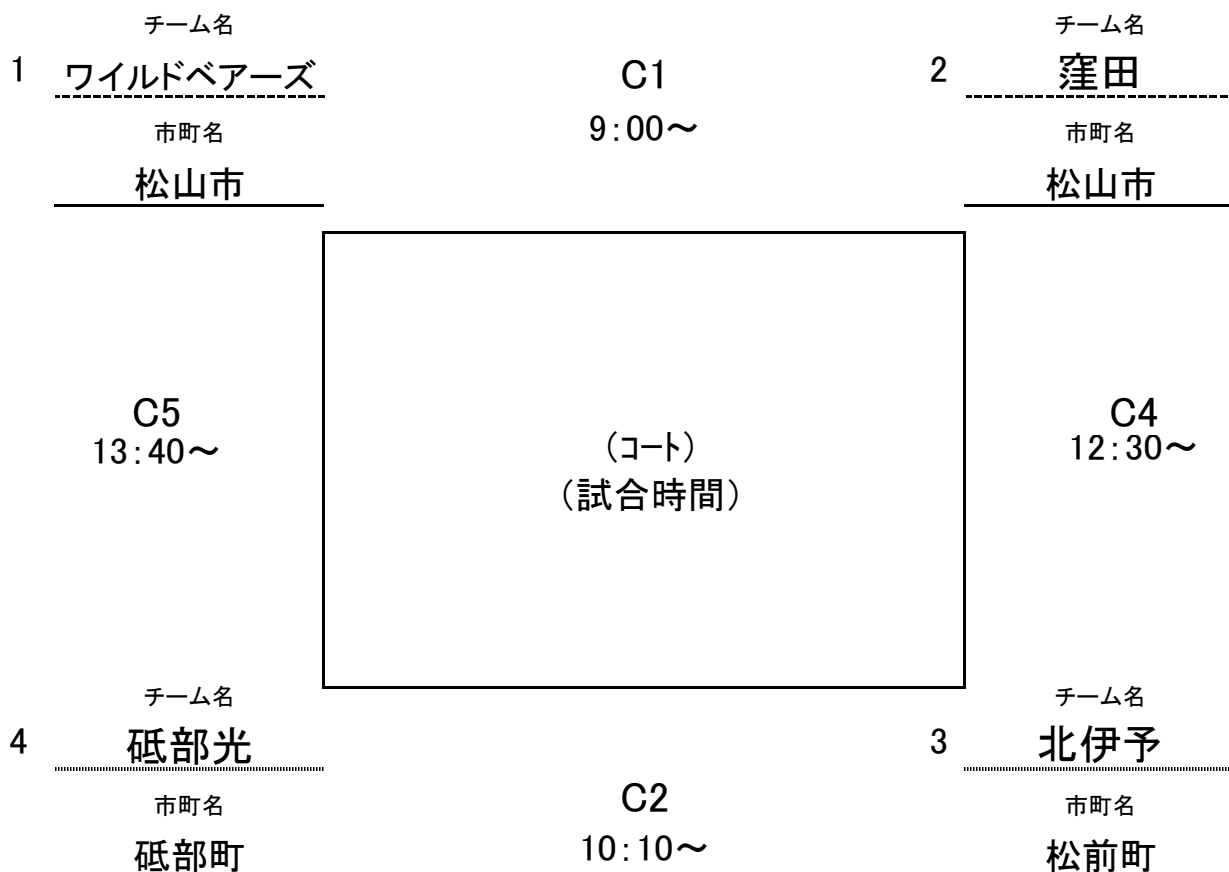 チーム名
チーム名
1 ワイルドベアーズ
C1
2 窪田
9:00～
市町名
市町名
松山市
松山市
C5
13:40～
C4
12:30～
(コート)
(試合時間)
チーム名
チーム名
4 砥部光
3 北伊予
C2
市町名
市町名
10:10～
砥部町
松前町